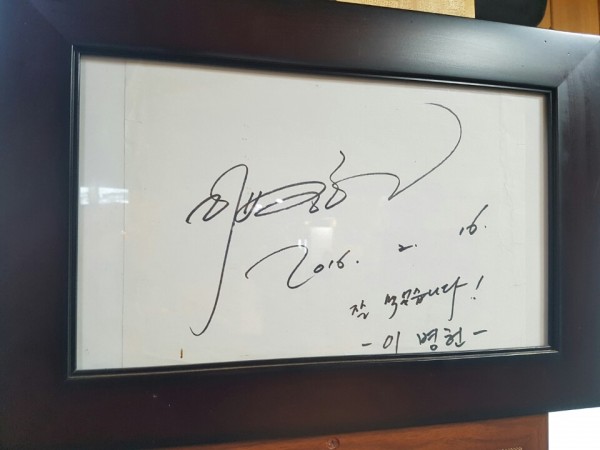 2016. 2. 16.
잘 먹었습니다!
- 이병헌 -